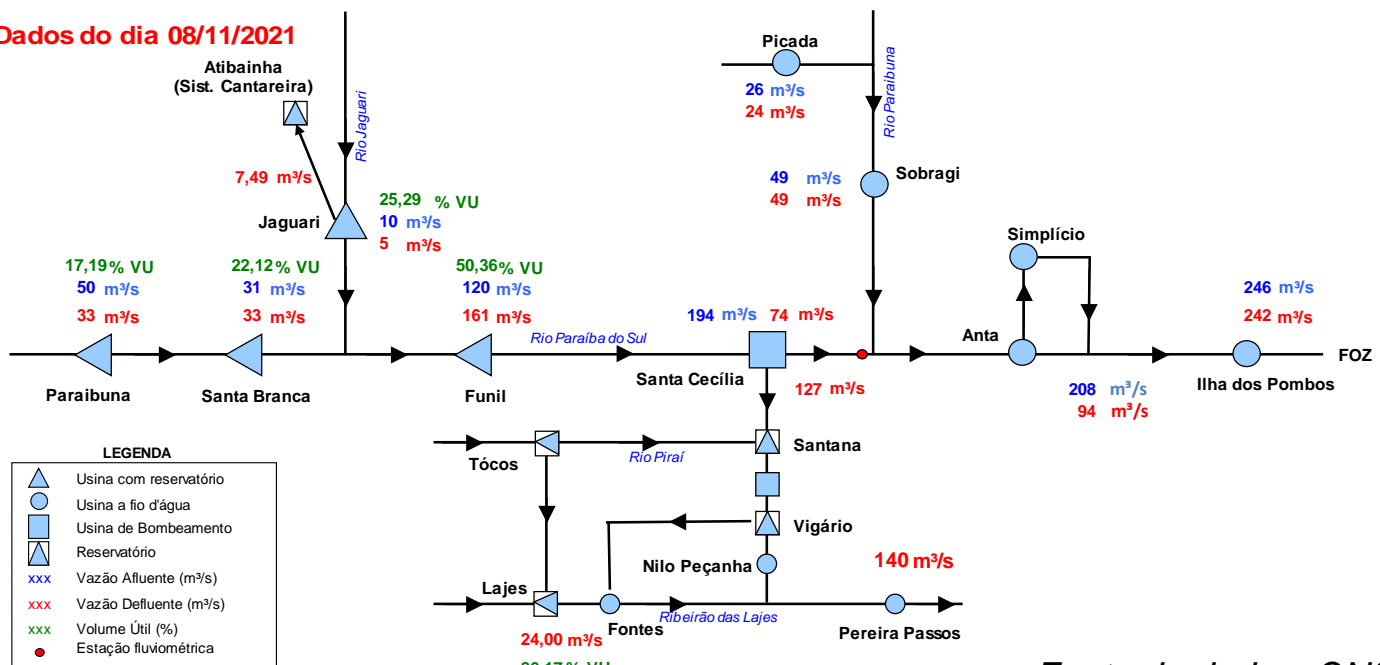 Dados do dia 08/11/2021
Atibainha
(Sist. Cantareira)
Rio Jaguari
7,49 m³/s
Jaguari
25,29 % VU
10 m³/s
5 m³/s
Picada
26 m³/s
24 m³/s
Rio Paraibuna
49 m³/s
49 m³/s
Sobragi
Simplício
17,19% VU
50 m³/s
33 m³/s
Paraibuna
22,12% VU
31 m³/s
33 m³/s
Santa Branca
50,36% VU
120 m³/s
161 m³/s
Funil
Rio Paraíba do Sul
194 m³/s 74 m³/s
Santa Cecília
127 m³/s
Anta
208 m³/s
94 m³/s
246 m³/s
242 m³/s
Ilha dos Pombos
FOZ
Tócos
Rio Piraí
Santana
Vigário
Nilo Peçanha
140 m³/s
Lajes
Fontes
Ribeirão das Lajes
Pereira Passos
24,00 m³/s
LEGENDA
Usina com reservatório
Usina a fio d'água
Usina de Bombeamento
Reservatório
xxx Vazão Afluente (m³/s)
xxx Vazão Defluente (m³/s)
xxx Volume Útil (%)
Estação fluviométrica